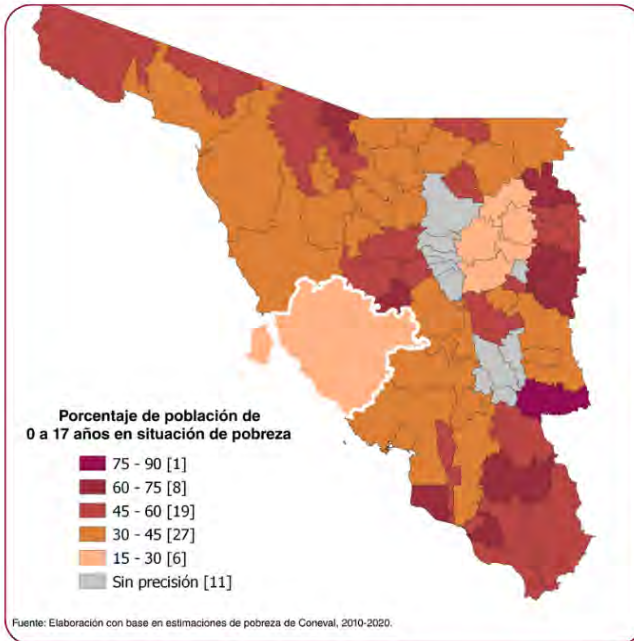 Porcentaje de población de
0 a 17 años en situación de pobreza
75 - 90 [1]
60 - 75 [8]
45 - 60 [19]
30 - 45 [27]
15 - 30 [6]
Sin precisión [11]
Fuente: Elaboración con base en estimaciones de pobreza de Coneval, 2010-2020.